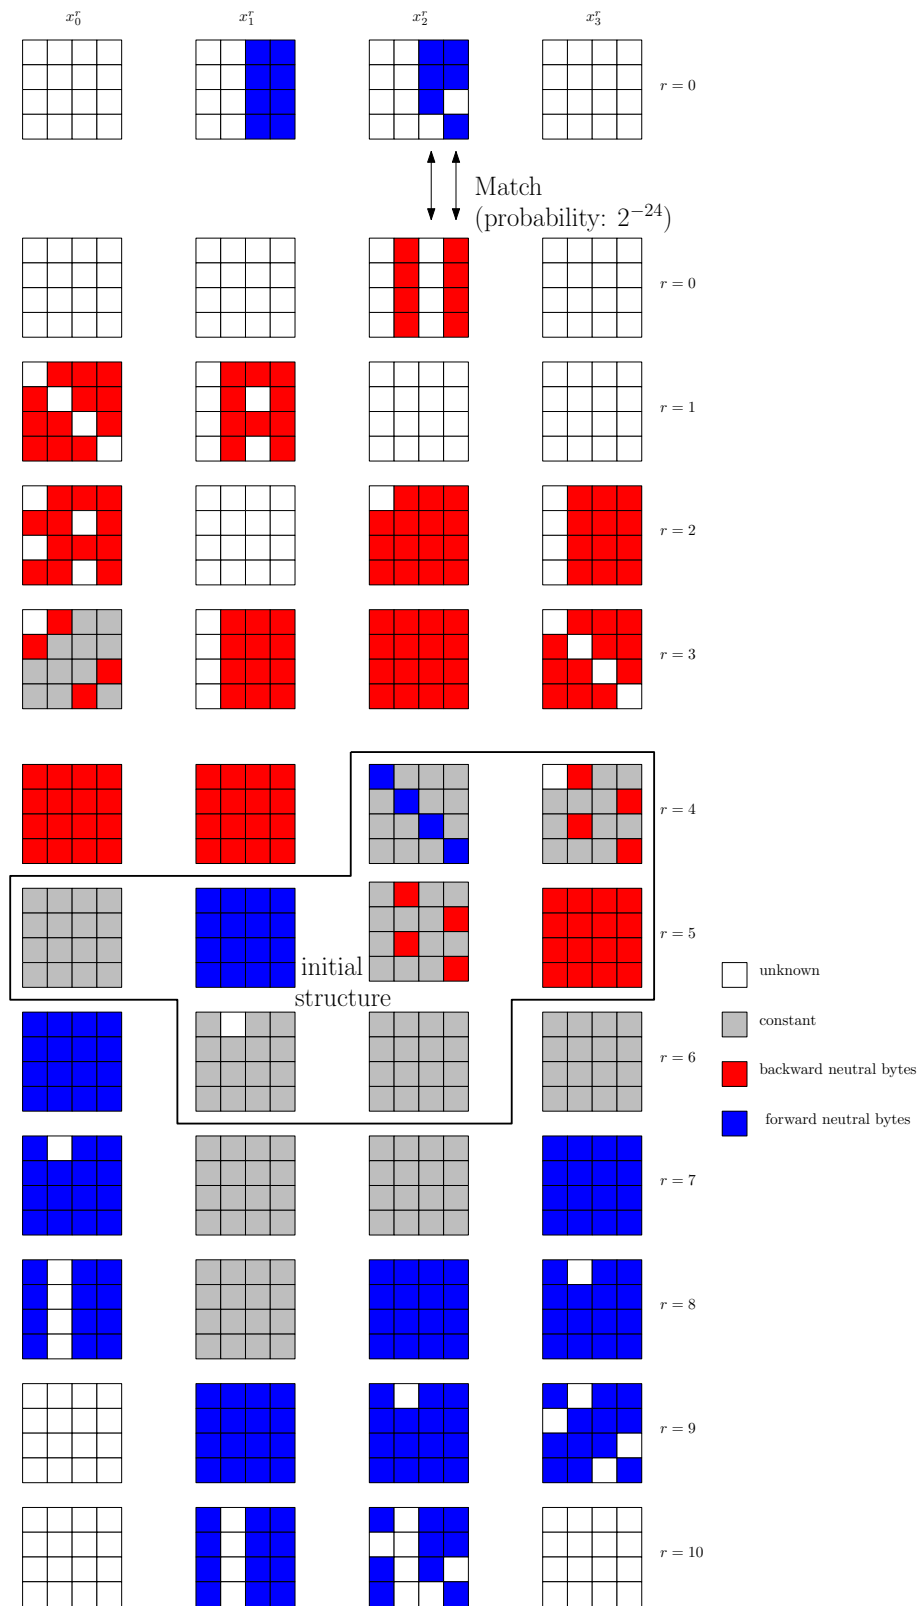 x_0^r x_1^r x_2^r x_3^r
r = 0
Match
(probability: 2^{-24})
r = 0
r = 1
r = 2
r = 3
r = 4
r = 5
initial
structure
unknown
constant
r = 6
backward neutral bytes
forward neutral bytes
r = 7
r = 8
r = 9
r = 10